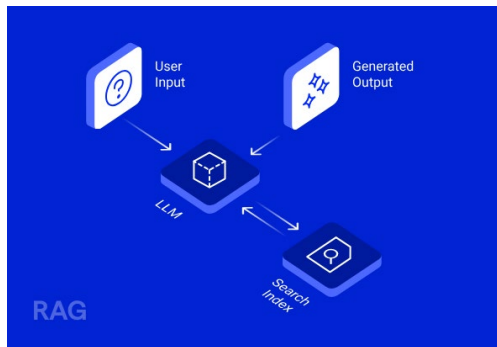 User
Input
Generated
Output
?
LLM
Search
Index
RAG